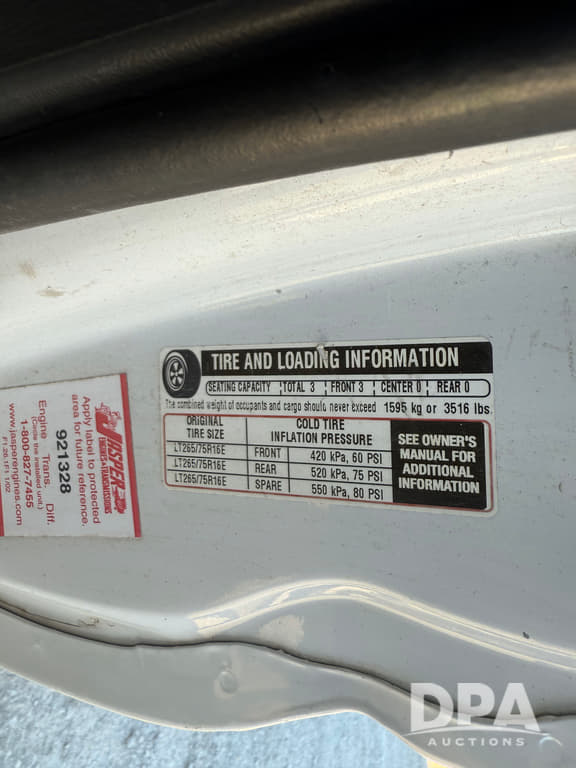 TIRE AND LOADING INFORMATION
SEATING CAPACITY TOTAL 3 FRONT 3 CENTER 0 REAR 0
The combined weight of occupants and cargo should never exceed 1595 kg or 3516 lbs.
ORIGINAL TIRE SIZE COLD TIRE INFLATION PRESSURE
LT265/75R16E FRONT 420 kPa, 60 PSI
LT265/75R16E REAR 520 kPa, 75 PSI
LT265/75R16E SPARE 550 kPa, 80 PSI
SEE OWNER'S
MANUAL FOR
ADDITIONAL
INFORMATION
JASPER
ENGINES & TRANSMISSIONS
Apply label to protected
area for future reference.
921328
Engine Trans. Diff.
(Circle the installed unit.)
1-800-827-7455
www.jasperengines.com
DPA
AUCTIONS